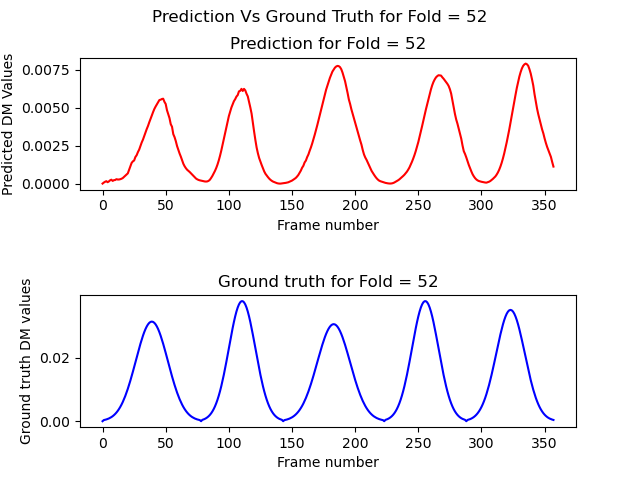 Prediction Vs Ground Truth for Fold = 52
Prediction for Fold = 52
Predicted DM Values
0.0075
0.0050
0.0025
0.0000
0 50 100 150 200 250 300 350
Frame number
Ground truth for Fold = 52
Ground truth DM values
0.02
0.00
0 50 100 150 200 250 300 350
Frame number